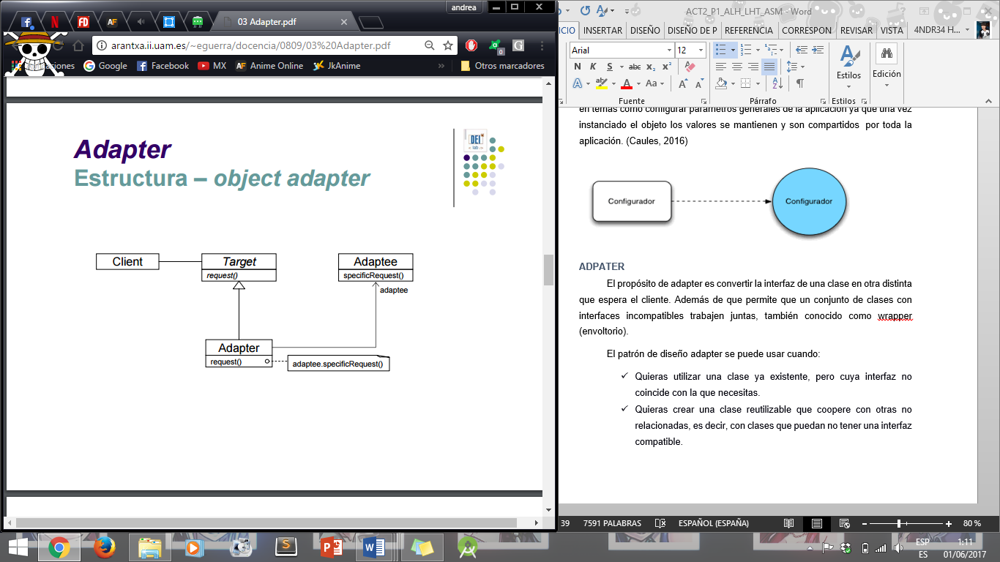 andrea
03 Adapter.pdf
arantxa.ii.uam.es/~eguerra/docencia/0809/03%20Adapter.pdf
Google
Facebook
MX
Anime Online
JkAnime
»
Otros marcadores
Adapter
Estructura – object adapter
DEI
lab
Client
Target
request()
Adaptee
specificRequest()
adaptee
Adapter
request()
adaptee.specificRequest()
ACT2_P1_ALH_LHT_ASM - Word
ICIO
INSERTAR
DISEÑO
DISEÑO DE P
REFERENCIA
CORRESPON
REVISAR
VISTA
4NDR34 H...
Arial
12
N K S abc x₂ x²
Aa
Fuente
Párrafo
Estilos
Estilos
Edición
en temas como configurar parámetros generales de la aplicación ya que una vez
instanciado el objeto los valores se mantienen y son compartidos por toda la
aplicación. (Caules, 2016)
Configurador
Configurador
ADPATER
El propósito de adapter es convertir la interfaz de una clase en otra distinta
que espera el cliente. Además de que permite que un conjunto de clases con
interfaces incompatibles trabajen juntas, también conocido como wrapper
(envoltorio).
El patrón de diseño adapter se puede usar cuando:
✓ Quieras utilizar una clase ya existente, pero cuya interfaz no
coincide con la que necesitas.
✓ Quieras crear una clase reutilizable que coopere con otras no
relacionadas, es decir, con clases que puedan no tener una interfaz
compatible.
39
7591 PALABRAS
ESPAÑOL (ESPAÑA)
80 %
ESP
ES
1:11
01/06/2017